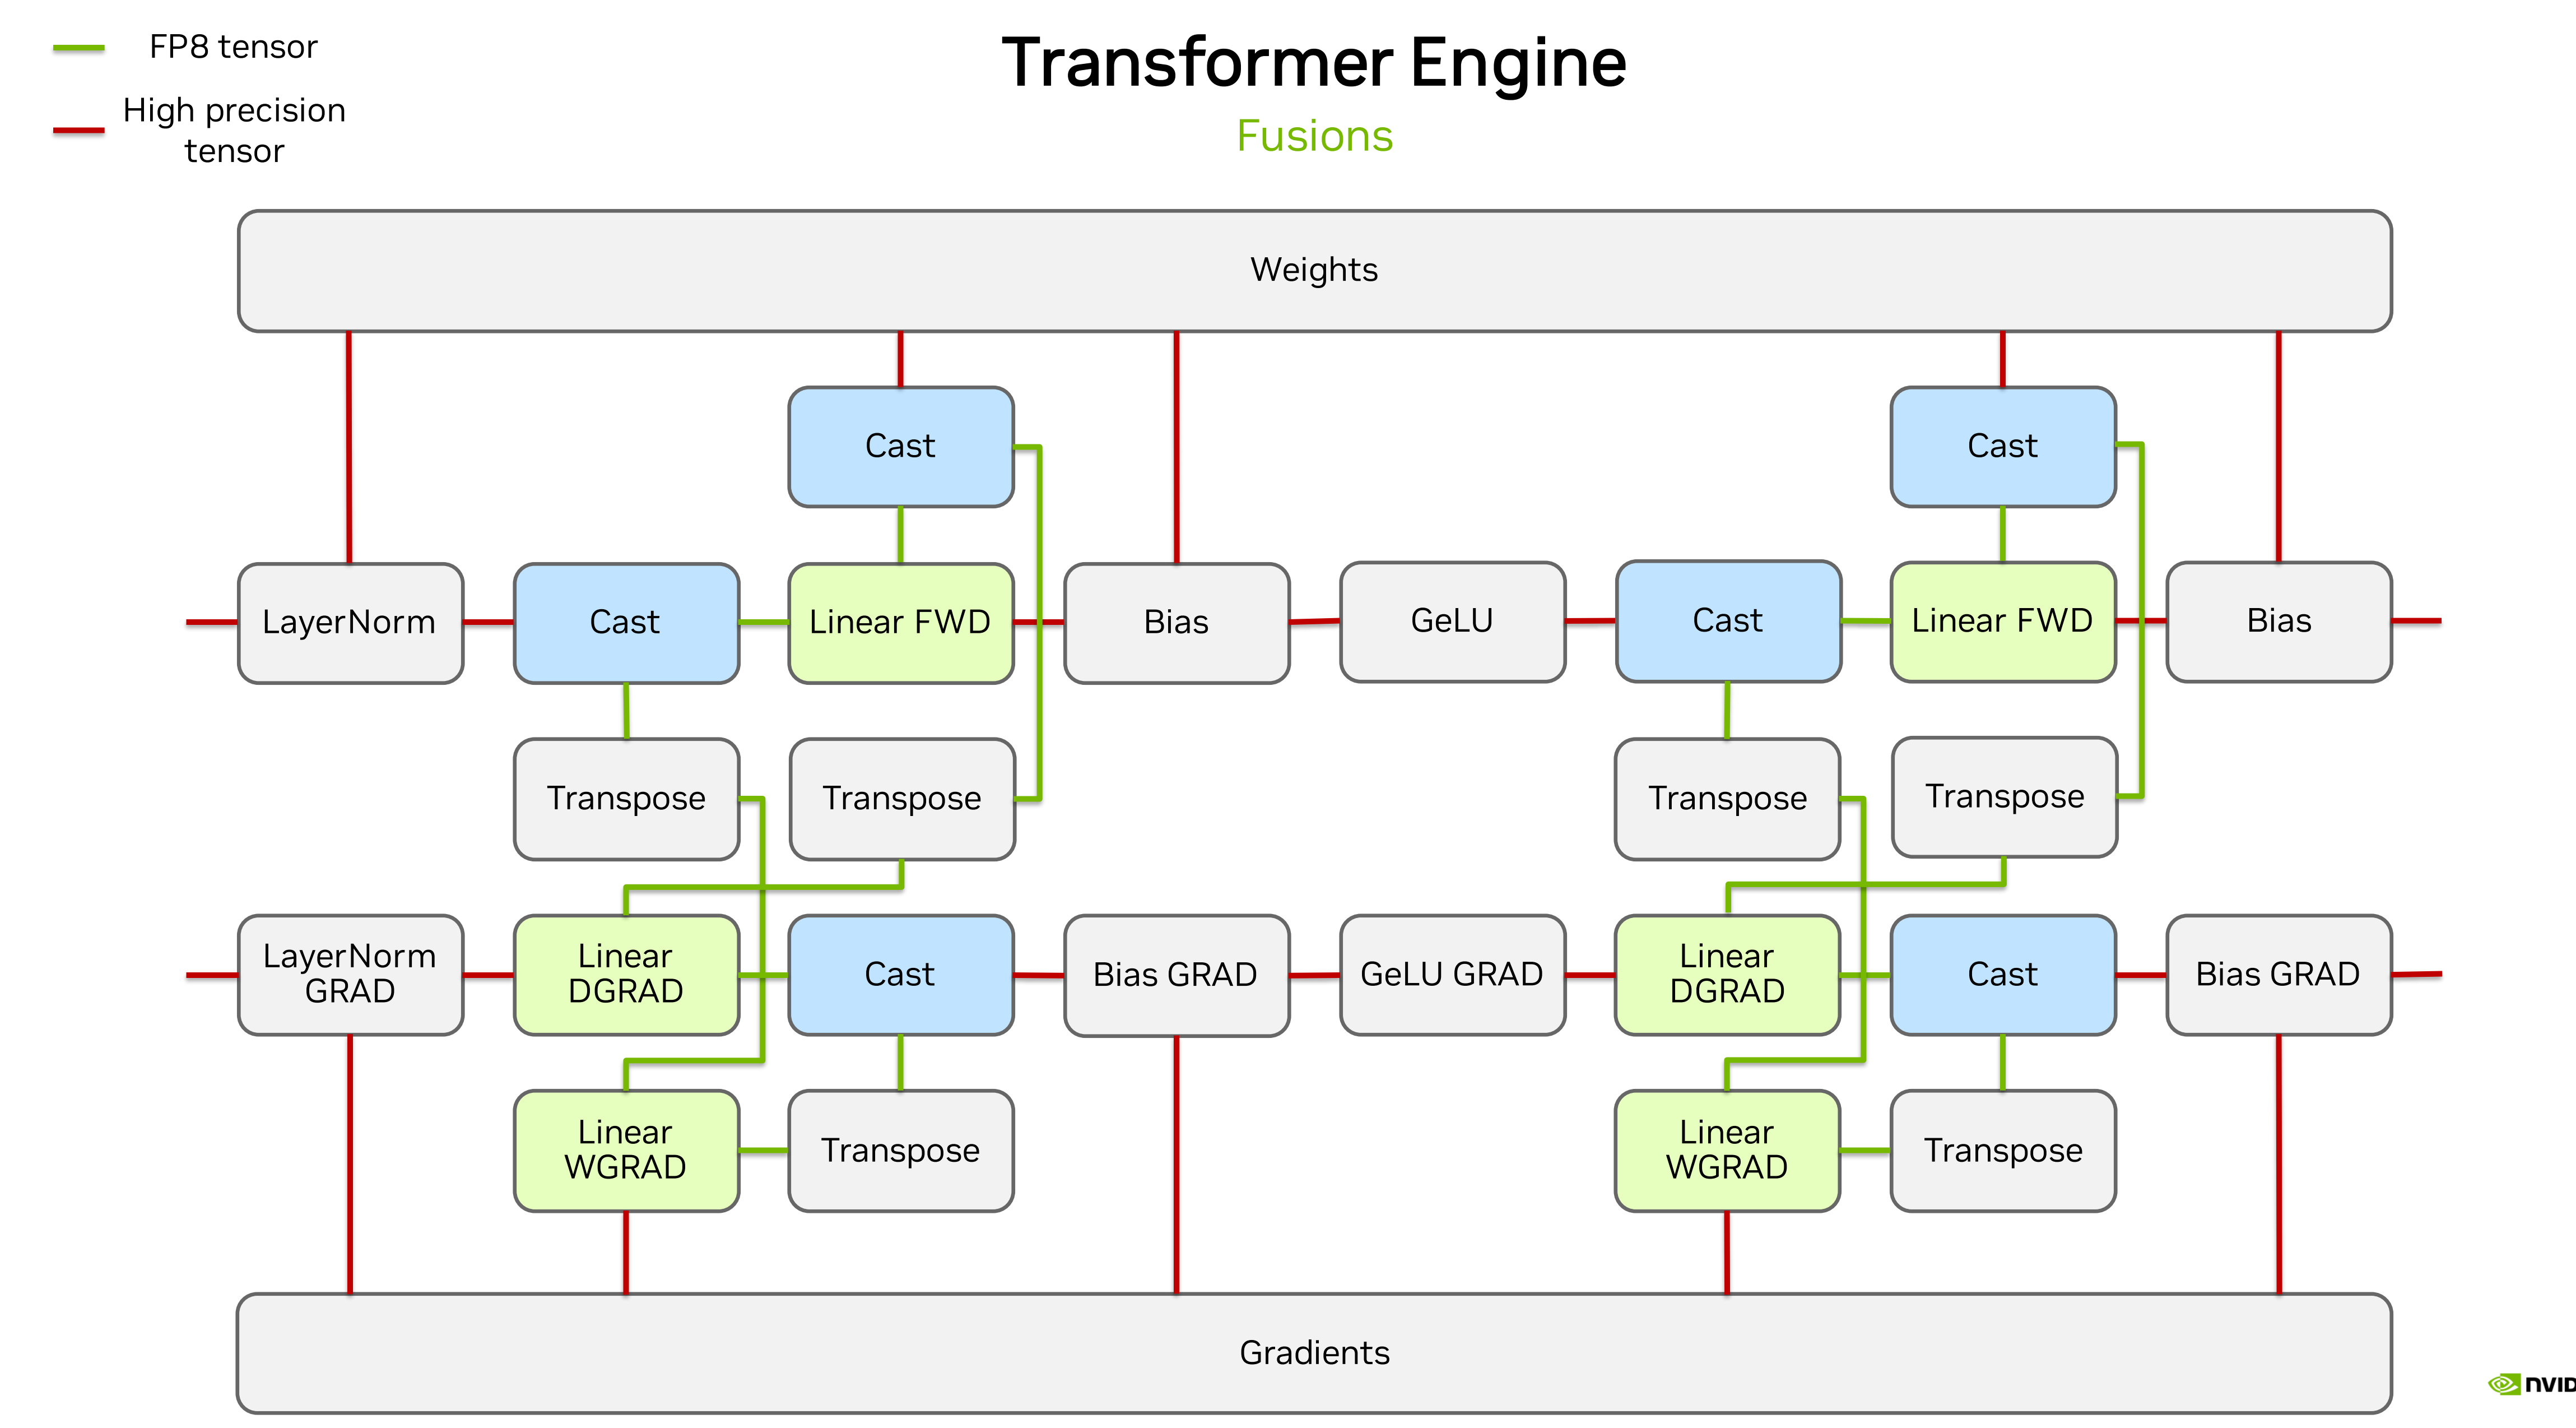 FP8 tensor
High precision
tensor
Transformer Engine
Fusions
Weights
Cast
Cast
LayerNorm
Cast
Linear FWD
Bias
GeLU
Cast
Linear FWD
Bias
Transpose
Transpose
Transpose
Transpose
LayerNorm
GRAD
Linear
DGRAD
Cast
Bias GRAD
GeLU GRAD
Linear
DGRAD
Cast
Bias GRAD
Linear
WGRAD
Transpose
Linear
WGRAD
Transpose
Gradients